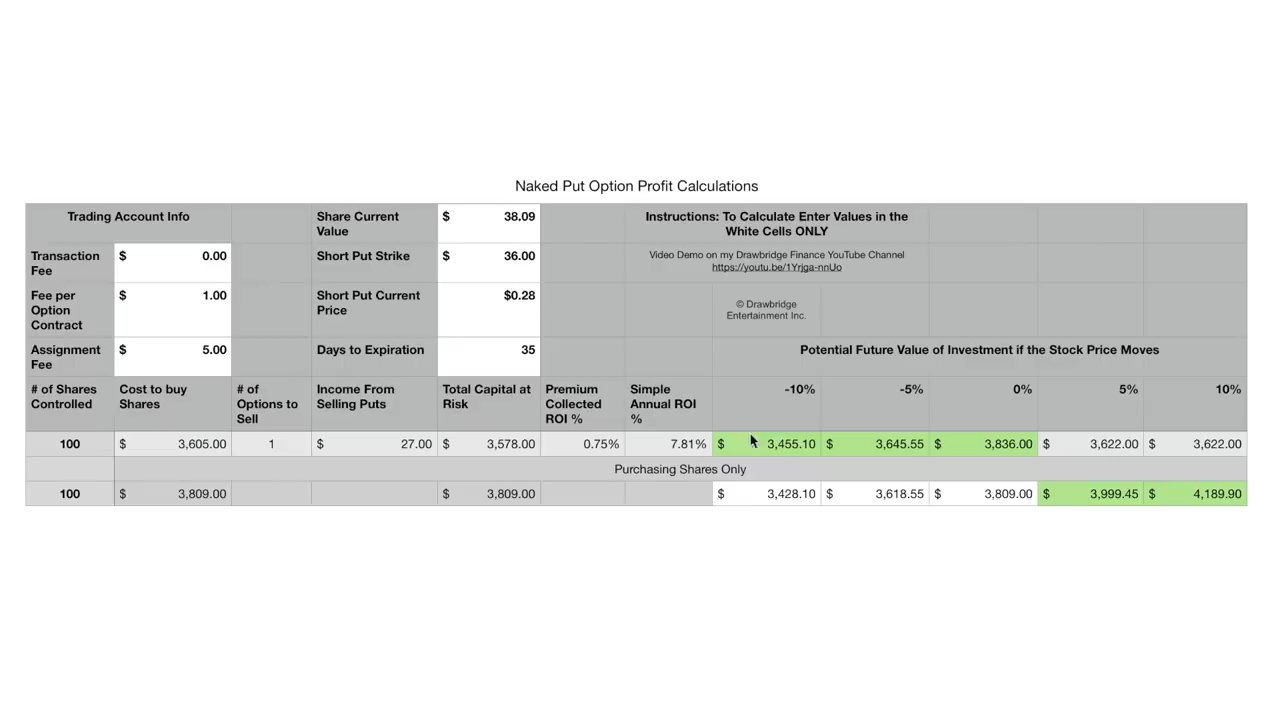 Naked Put Option Profit Calculations
Trading Account Info
Share Current
Value
$ 38.09
Instructions: To Calculate Enter Values in the
White Cells ONLY
Transaction
Fee
$ 0.00
Short Put Strike
$ 36.00
Video Demo on my Drawbridge Finance YouTube Channel
https://youtu.be/1Yrjga-nnUo
Fee per
Option
Contract
$ 1.00
Short Put Current
Price
$0.28
© Drawbridge
Entertainment Inc.
Assignment
Fee
$ 5.00
Days to Expiration
35
Potential Future Value of Investment if the Stock Price Moves
# of Shares
Controlled
Cost to buy
Shares
# of
Options to
Sell
Income From
Selling Puts
Total Capital at
Risk
Premium
Collected
ROI %
Simple
Annual ROI
%
-10%
-5%
0%
5%
10%
100 $ 3,605.00 1 $ 27.00 $ 3,578.00 0.75% 7.81% $ 3,455.10 $ 3,645.55 $ 3,836.00 $ 3,622.00 $ 3,622.00
Purchasing Shares Only
100 $ 3,809.00 $ 3,809.00 $ 3,428.10 $ 3,618.55 $ 3,809.00 $ 3,999.45 $ 4,189.90